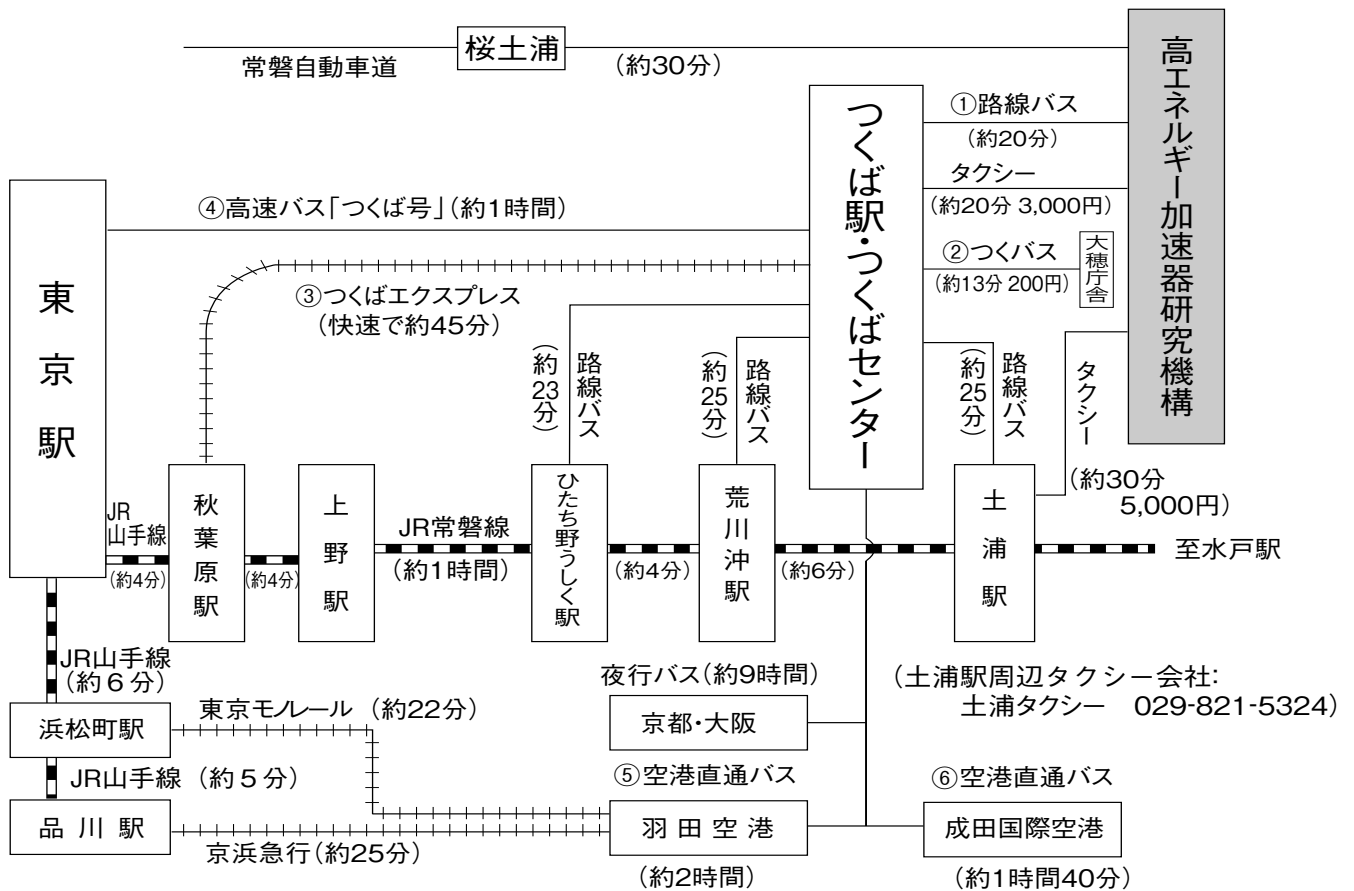 桜土浦
常磐自動車道
(約30分)
高エネルギー加速器研究機構
つくば駅・つくばセンター
①路線バス
(約20分)
タクシー
(約20分 3,000円)
②つくバス
(約13分 200円)
大穂庁舎
東京駅
④高速バス「つくば号」(約1時間)
③つくばエクスプレス
(快速で約45分)
路線バス
(約23分)
路線バス
(約25分)
路線バス
(約25分)
タクシー
(約30分
5,000円)
JR
山手線
(約4分)
秋葉原駅
(約4分)
上野駅
JR常磐線
(約1時間)
ひたち野うしく駅
(約4分)
荒川沖駅
(約6分)
土浦駅
至水戸駅
JR山手線
(約6分)
浜松町駅
東京モノレール (約22分)
JR山手線 (約5分)
品川駅
京浜急行(約25分)
夜行バス(約9時間)
京都・大阪
(土浦駅周辺タクシー会社:
土浦タクシー 029-821-5324)
⑤空港直通バス
羽田空港
(約2時間)
⑥空港直通バス
成田国際空港
(約1時間40分)